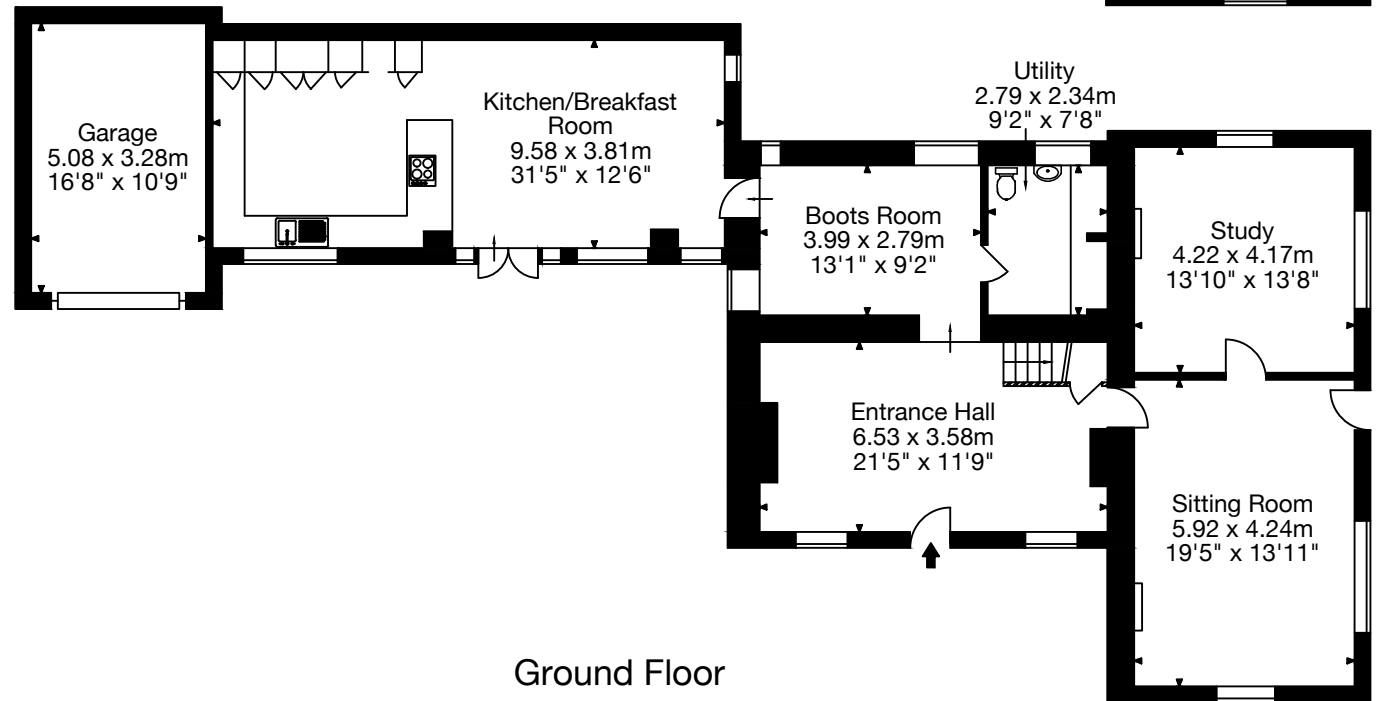 Utility
2.79 x 2.34m
9'2" x 7'8"
Kitchen/Breakfast
Room
9.58 x 3.81m
31'5" x 12'6"
Garage
5.08 x 3.28m
16'8" x 10'9"
Boots Room
3.99 x 2.79m
13'1" x 9'2"
Study
4.22 x 4.17m
13'10" x 13'8"
Entrance Hall
6.53 x 3.58m
21'5" x 11'9"
Sitting Room
5.92 x 4.24m
19'5" x 13'11"
Ground Floor